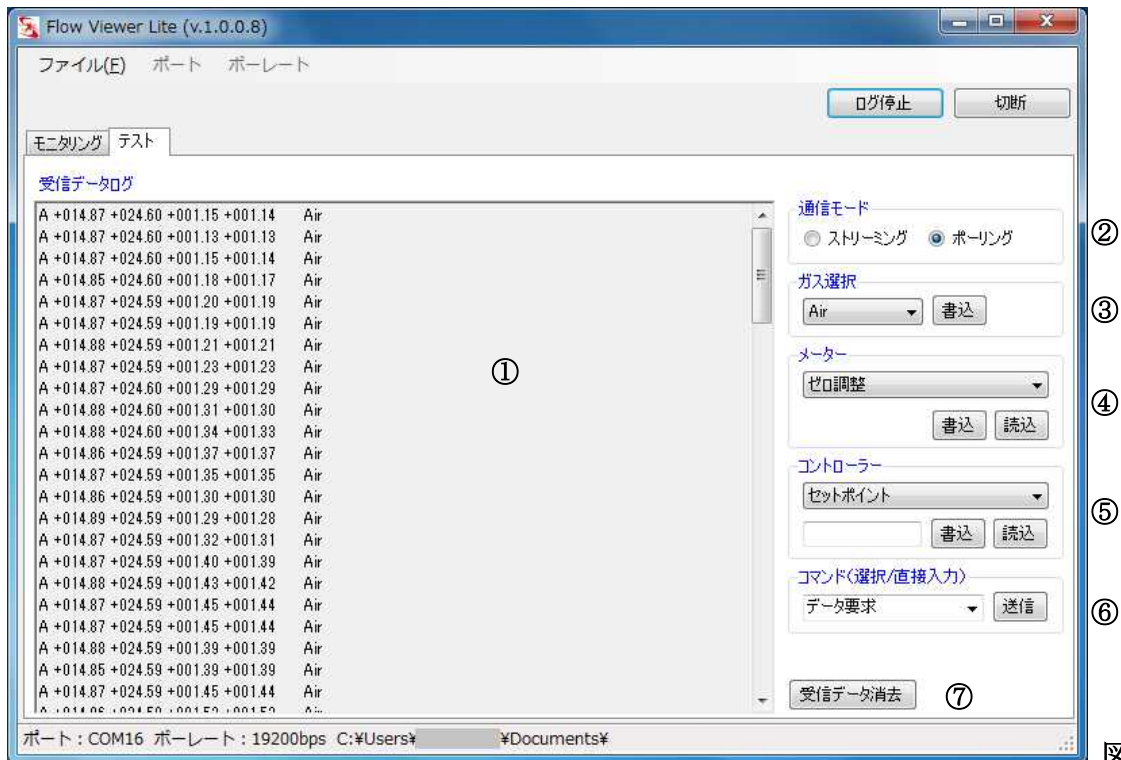 Flow Viewer Lite (v.1.0.0.8)
ファイル(F) ポート ボーレート
ログ停止 切断
モニタリング テスト
受信データログ
A +014.87 +024.60 +001.15 +001.14 Air
A +014.87 +024.60 +001.13 +001.13 Air
A +014.87 +024.60 +001.15 +001.14 Air
A +014.85 +024.60 +001.18 +001.17 Air
A +014.87 +024.59 +001.20 +001.19 Air
A +014.87 +024.59 +001.19 +001.19 Air
A +014.88 +024.59 +001.21 +001.21 Air
A +014.87 +024.59 +001.23 +001.23 Air
A +014.87 +024.60 +001.29 +001.29 Air
A +014.88 +024.60 +001.31 +001.30 Air
A +014.88 +024.60 +001.34 +001.33 Air
A +014.86 +024.59 +001.37 +001.37 Air
A +014.87 +024.59 +001.35 +001.35 Air
A +014.86 +024.59 +001.30 +001.30 Air
A +014.89 +024.59 +001.29 +001.28 Air
A +014.87 +024.59 +001.32 +001.31 Air
A +014.87 +024.59 +001.40 +001.39 Air
A +014.88 +024.59 +001.43 +001.42 Air
A +014.87 +024.59 +001.45 +001.44 Air
A +014.87 +024.59 +001.45 +001.44 Air
A +014.88 +024.59 +001.39 +001.39 Air
A +014.85 +024.59 +001.39 +001.39 Air
A +014.87 +024.59 +001.45 +001.44 Air
①
通信モード
ストリーミング ポーリング ②
ガス選択
Air 書込 ③
メーター
ゼロ調整
書込 読込 ④
コントローラー
セットポイント
書込 読込 ⑤
コマンド(選択/直接入力)
データ要求 送信 ⑥
受信データ消去 ⑦
ポート : COM16 ボーレート : 19200bps C:¥Users¥ ¥Documents¥